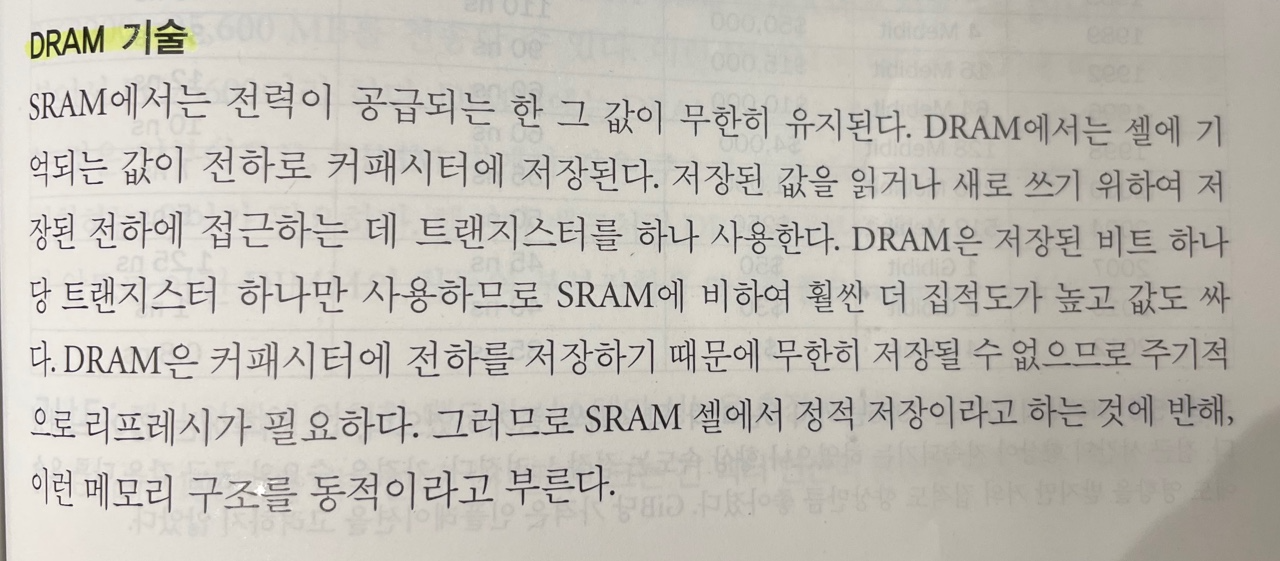 DRAM 기술
SRAM에서는 전력이 공급되는 한 그 값이 무한히 유지된다. DRAM에서는 셀에 기
억되는 값이 전하로 커패시터에 저장된다. 저장된 값을 읽거나 새로 쓰기 위하여 저
장된 전하에 접근하는 데 트랜지스터를 하나 사용한다. DRAM은 저장된 비트 하나
당 트랜지스터 하나만 사용하므로 SRAM에 비하여 훨씬 더 집적도가 높고 값도 싸
다. DRAM은 커패시터에 전하를 저장하기 때문에 무한히 저장될 수 없으므로 주기적
으로 리프레시가 필요하다. 그러므로 SRAM 셀에서 정적 저장이라고 하는 것에 반해,
이런 메모리 구조를 동적이라고 부른다.